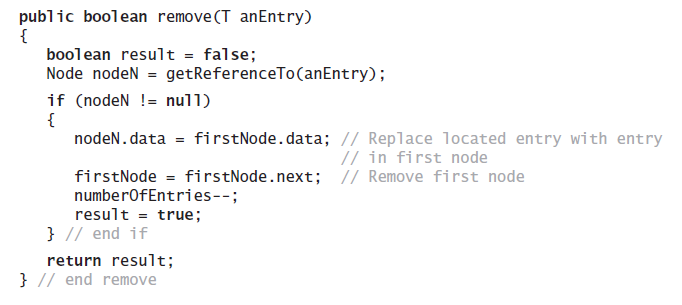 public boolean remove(T anEntry)
{
boolean result = false;
Node nodeN = getReferenceTo(anEntry);
if (nodeN != null)
{
nodeN.data = firstNode.data; // Replace located entry with entry
// in first node
firstNode = firstNode.next; // Remove first node
numberOfEntries--;
result = true;
} // end if
return result;
} // end remove